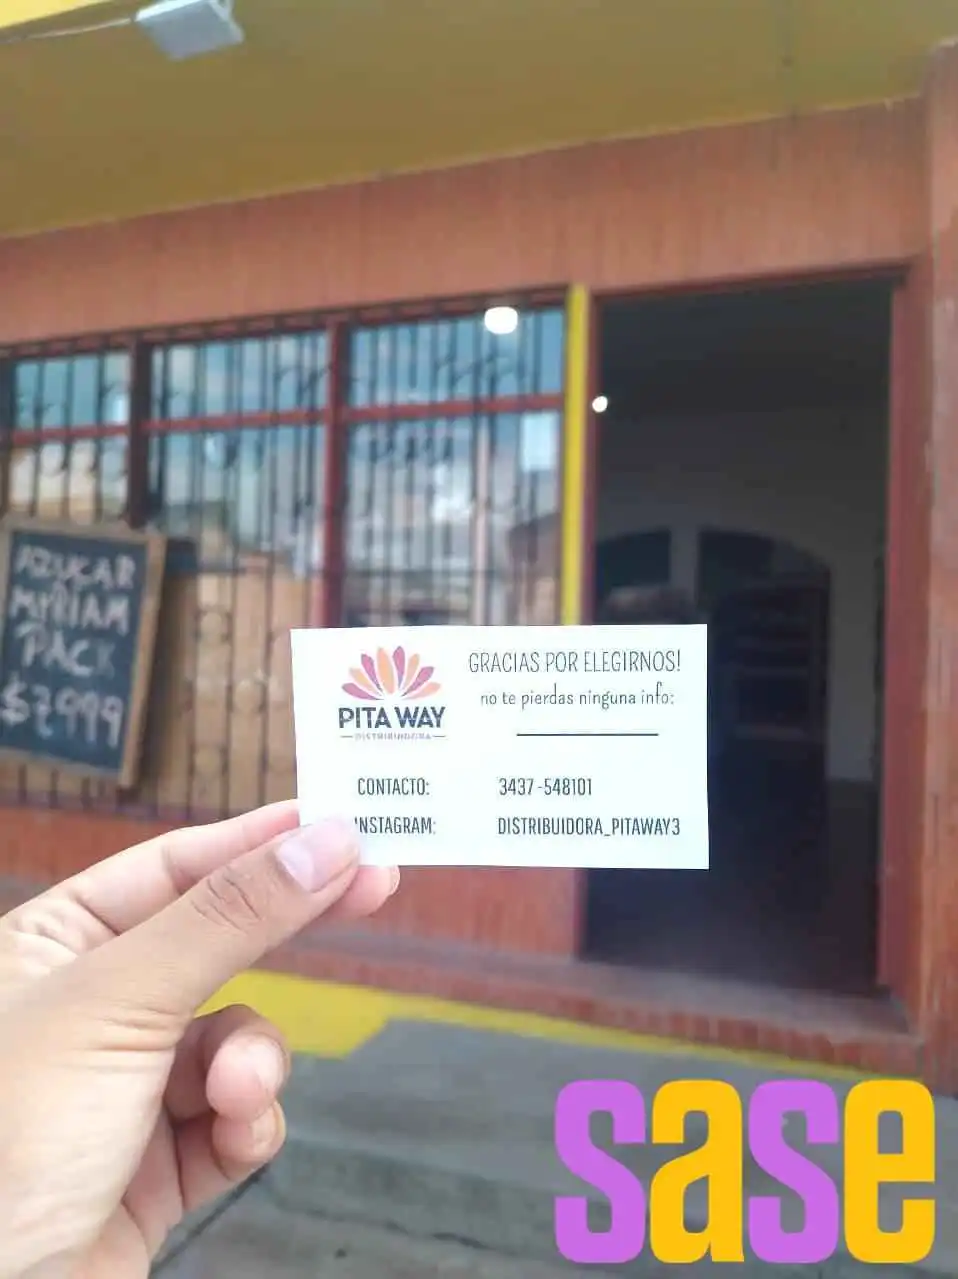 AZUCAR
MYRIAM
PACK
$2999
PITA WAY
DISTRIBUIDORA
GRACIAS POR ELEGIRNOS!
no te pierdas ninguna info:
CONTACTO: 3437-548101
INSTAGRAM: DISTRIBUIDORA_PITAWAY3
sase